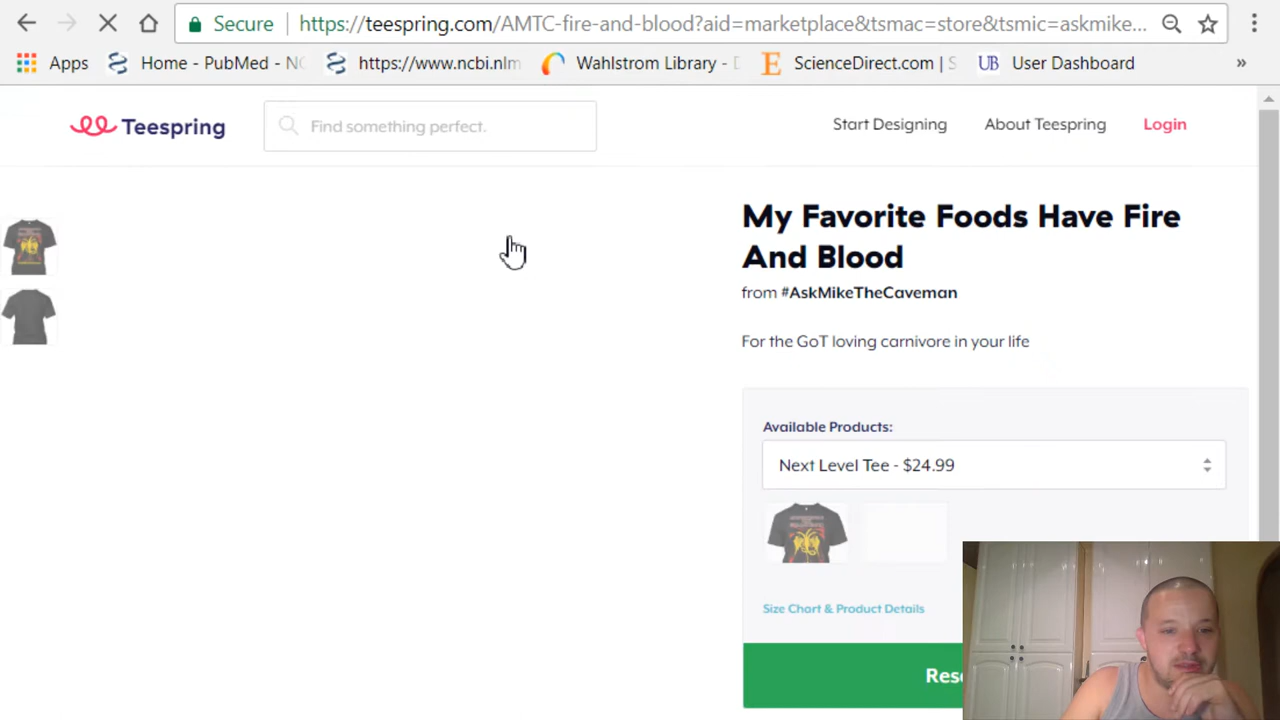 Secure https://teespring.com/AMTC-fire-and-blood?aid=marketplace&tsmac=store&tsmic=askmike...
Apps Home - PubMed - NC https://www.ncbi.nlm Wahlstrom Library - D ScienceDirect.com | S UB User Dashboard »
Teespring Find something perfect. Start Designing About Teespring Login
My Favorite Foods Have Fire
And Blood
from #AskMikeTheCaveman
For the GoT loving carnivore in your life
Available Products:
Next Level Tee - $24.99
Size Chart & Product Details
Rese